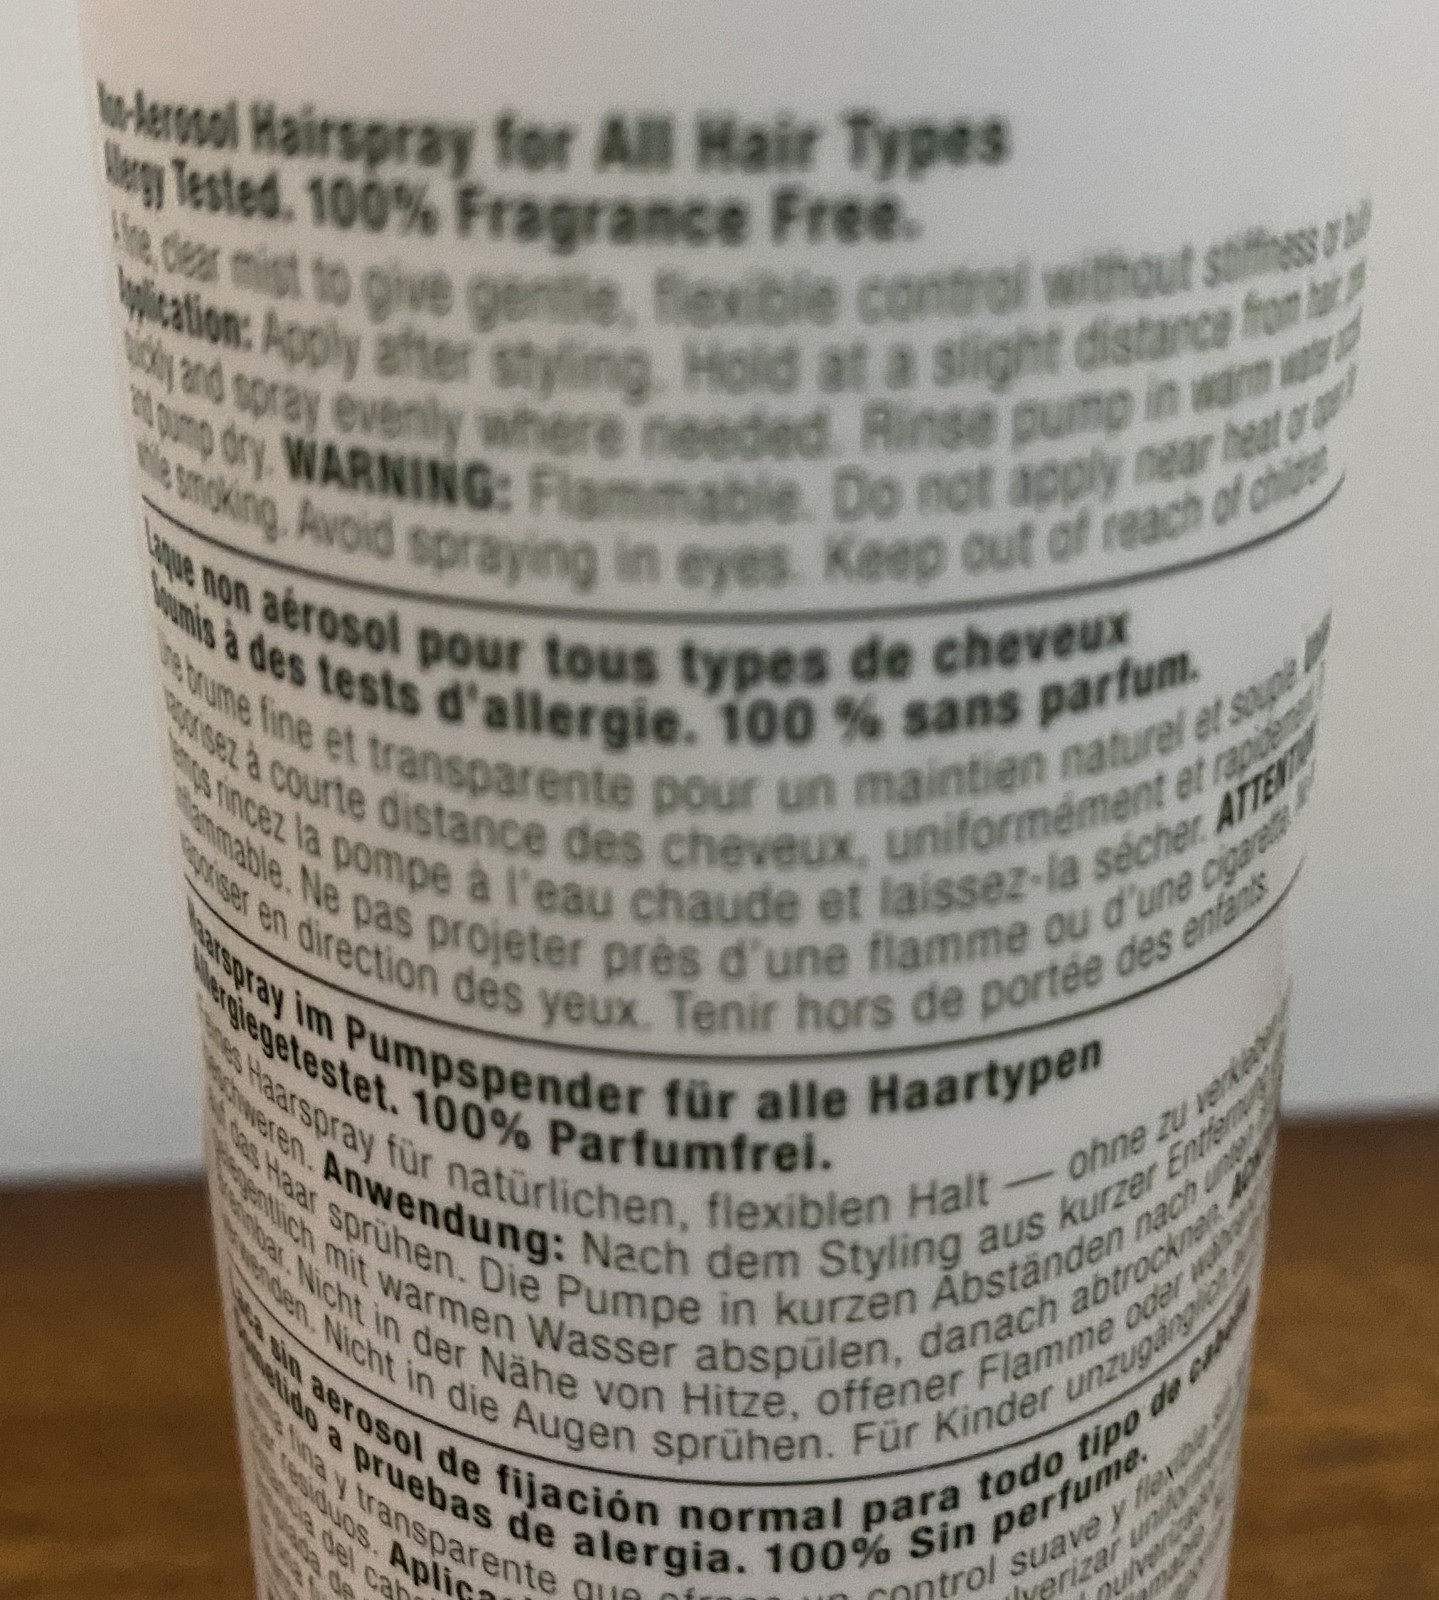 Non-Aerosol Hairspray for All Hair Types
Allergy Tested. 100% Fragrance Free.
A fine, clear mist to give gentle, flexible control without stiffness or
Application: Apply after styling. Hold at a slight distance from hair,
quickly and spray evenly where needed. Rinse pump in warm water
and pump dry. WARNING: Flammable. Do not apply near heat or
while smoking. Avoid spraying in eyes. Keep out of reach of children.
Laque non aérosol pour tous types de cheveux
Soumis à des tests d'allergie. 100 % sans parfum.
Une brume fine et transparente pour un maintien naturel et souple.
vaporisez à courte distance des cheveux, uniformément et rapidement.
temps rincez la pompe à l'eau chaude et laissez-la sécher. ATTENTION
Inflammable. Ne pas projeter près d'une flamme ou d'une cigarette.
vaporiser en direction des yeux. Tenir hors de portée des enfants.
Haarspray im Pumpspender für alle Haartypen
Allergiegetestet. 100% Parfumfrei.
Feines Haarspray für natürlichen, flexiblen Halt — ohne zu verkleben
beschweren. Anwendung: Nach dem Styling aus kurzer Entfernung
auf das Haar sprühen. Die Pumpe in kurzen Abständen nach unten
gelegentlich mit warmen Wasser abspülen, danach abtrocknen.
brennbar. Nicht in der Nähe von Hitze, offener Flamme oder während
verwenden. Nicht in die Augen sprühen. Für Kinder unzugänglich
Laca sin aerosol de fijación normal para todo tipo de cabello
Sometido a pruebas de alergia. 100% Sin perfume.
fina y transparente que ofrece un control suave y flexible
residuos. Aplica
del
de